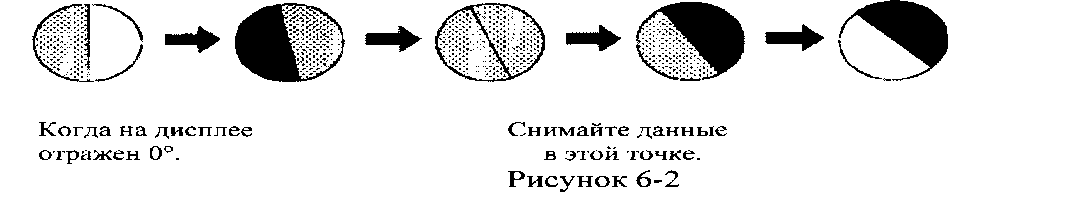 Когда на дисплее
отражен 0°.
Снимайте данные
в этой точке.
Рисунок 6-2